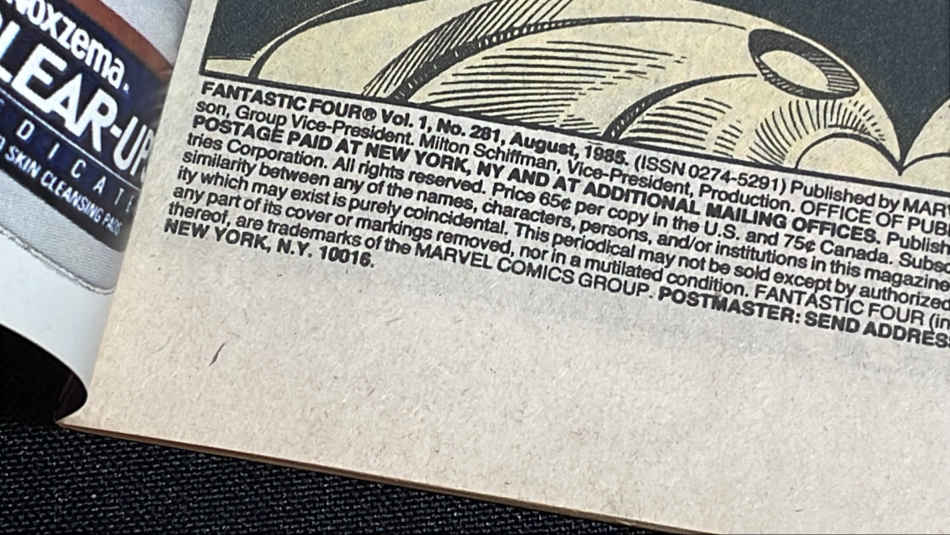 Noxzema
CLEAR-UP
DICATE
SKIN CLEANSING PADS
FANTASTIC FOUR® Vol. 1, No. 281, August, 1985. (ISSN 0274-5291) Published by MAR
son, Group Vice-President. Milton Schiffman, Vice-President, Production. OFFICE OF PUB
POSTAGE PAID AT NEW YORK, NY AND AT ADDITIONAL MAILING OFFICES. Publish
tries Corporation. All rights reserved. Price 65¢ per copy in the U.S. and 75¢ Canada. Subsc
similarity between any of the names, characters, persons, and/or institutions in this magazine
ity which may exist is purely coincidental. This periodical may not be sold except by authorized
any part of its cover or markings removed, nor in a mutilated condition. FANTASTIC FOUR (in
thereof, are trademarks of the MARVEL COMICS GROUP. POSTMASTER: SEND ADDRES
NEW YORK, N.Y. 10016.